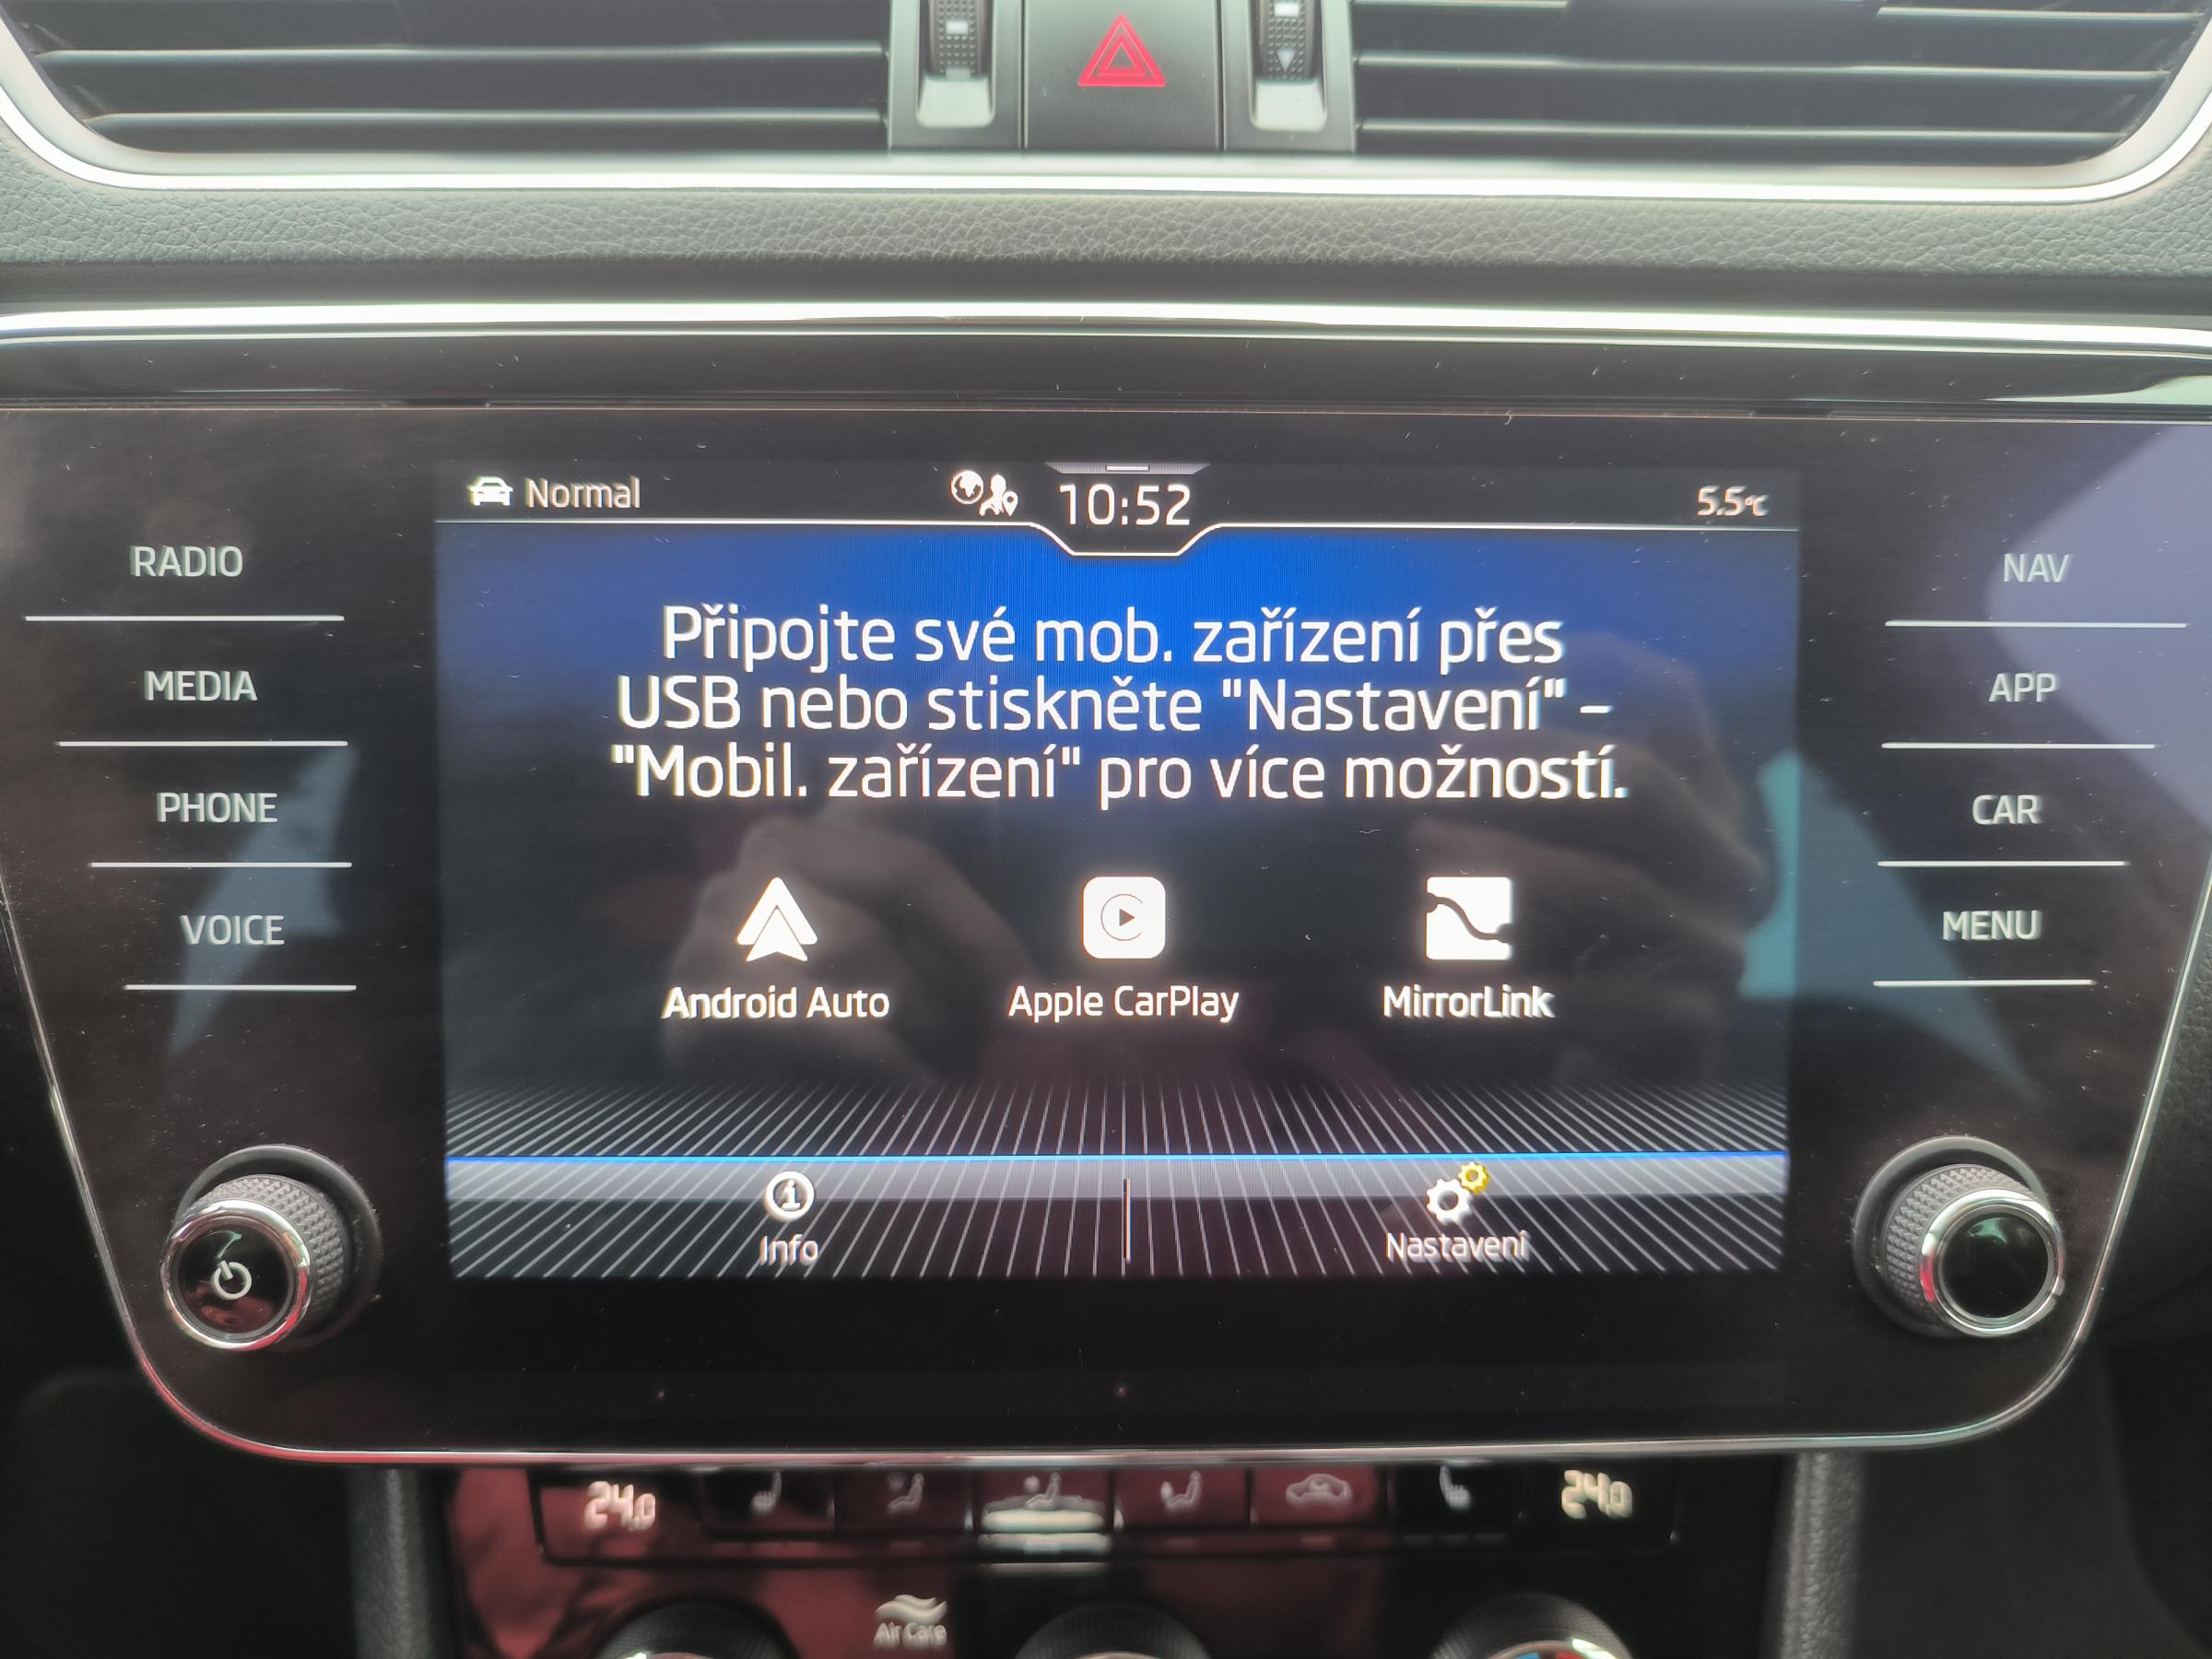 Normal
10:52
5.5°C
RADIO
MEDIA
PHONE
VOICE
Připojte své mob. zařízení přes
USB nebo stiskněte "Nastavení" –
"Mobil. zařízení" pro více možností.
Android Auto
Apple CarPlay
MirrorLink
Info
Nastavení
NAV
APP
CAR
MENU
24.0
24.0
Air Care